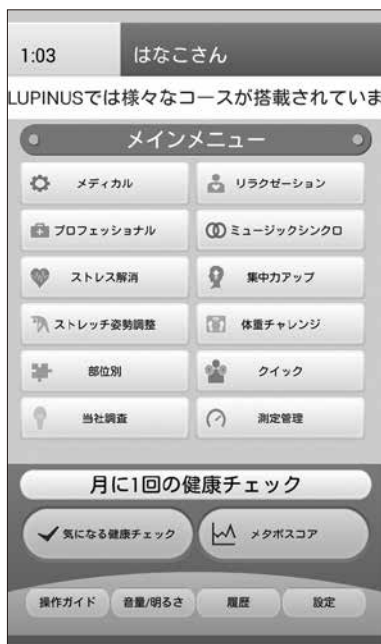 1:03 はなこさん
LUPINUSでは様々なコースが搭載されていま
メインメニュー
メディカル リラクゼーション
プロフェッショナル ミュージックシンクロ
ストレス解消 集中力アップ
ストレッチ姿勢調整 体重チャレンジ
部位別 クイック
当社調査 測定管理
月に1回の健康チェック
気になる健康チェック メタボスコア
操作ガイド 音量/明るさ 履歴 設定